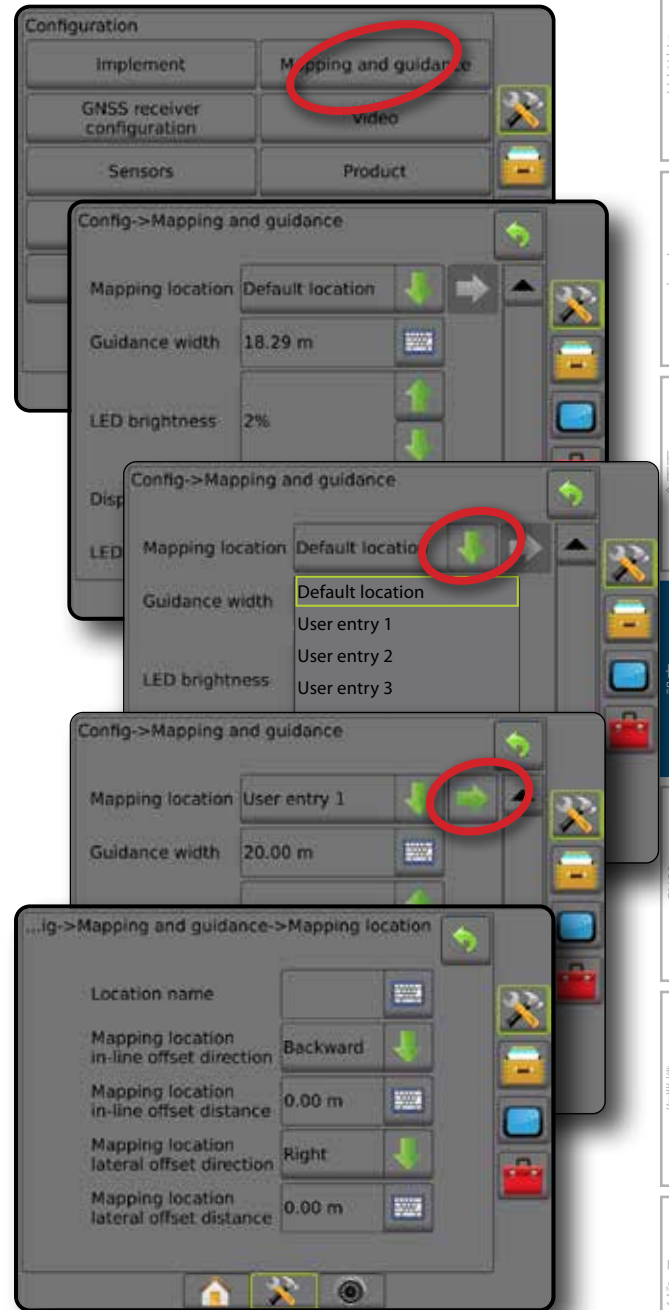 Configuration
Implement
Mapping and guidance
GNSS receiver
configuration
Video
Sensors
Product
Config->Mapping and guidance
Mapping location
Default location
Guidance width
18.29 m
LED brightness
2%
Disp
LED
Config->Mapping and guidance
Mapping location
Default location
Guidance width
Default location
User entry 1
User entry 2
LED brightness
User entry 3
Config->Mapping and guidance
Mapping location
User entry 1
Guidance width
20.00 m
...ig->Mapping and guidance->Mapping location
Location name
Mapping location
in-line offset direction
Backward
Mapping location
in-line offset distance
0.00 m
Mapping location
lateral offset direction
Right
Mapping location
lateral offset distance
0.00 m